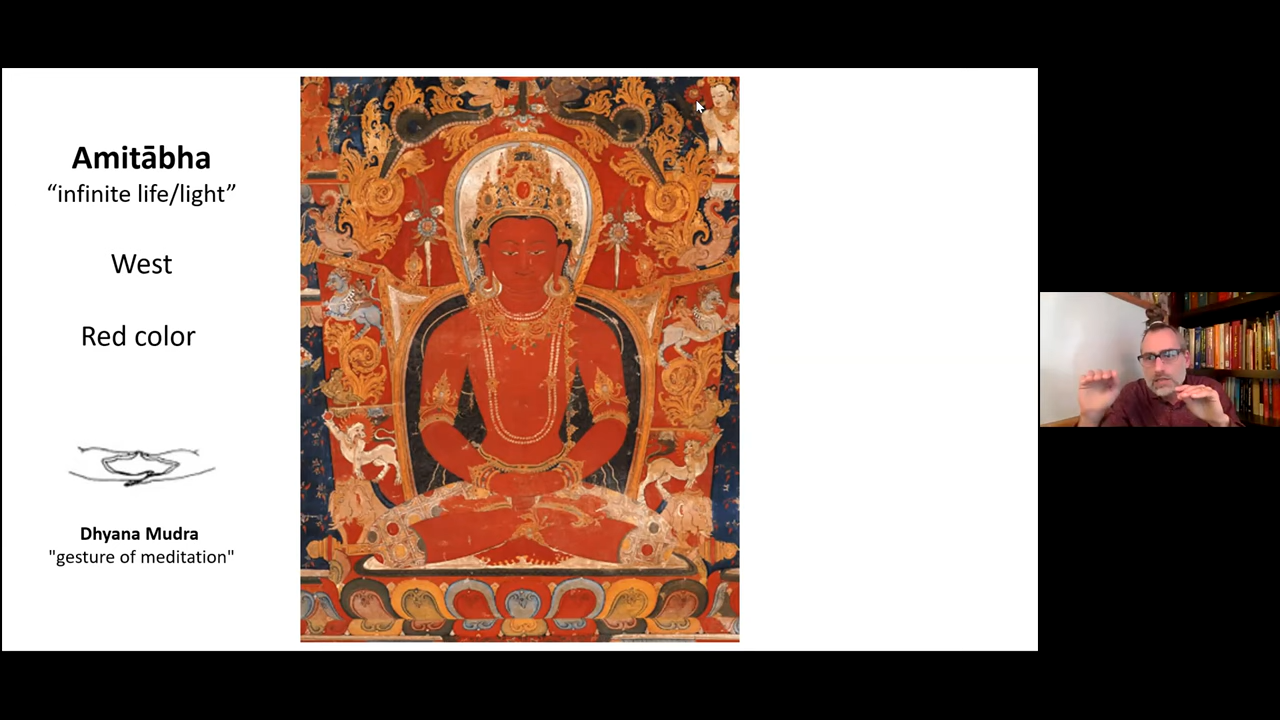 Amitābha
“infinite life/light”
West
Red color
Dhyana Mudra
"gesture of meditation"